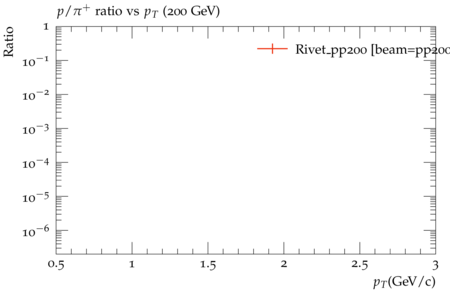 p/π⁺ ratio vs p_T (200 GeV)
Ratio
Rivet_pp200 [beam=pp200
1
10⁻¹
10⁻²
10⁻³
10⁻⁴
10⁻⁵
10⁻⁶
0.5 1 1.5 2 2.5 3
p_T(GeV/c)